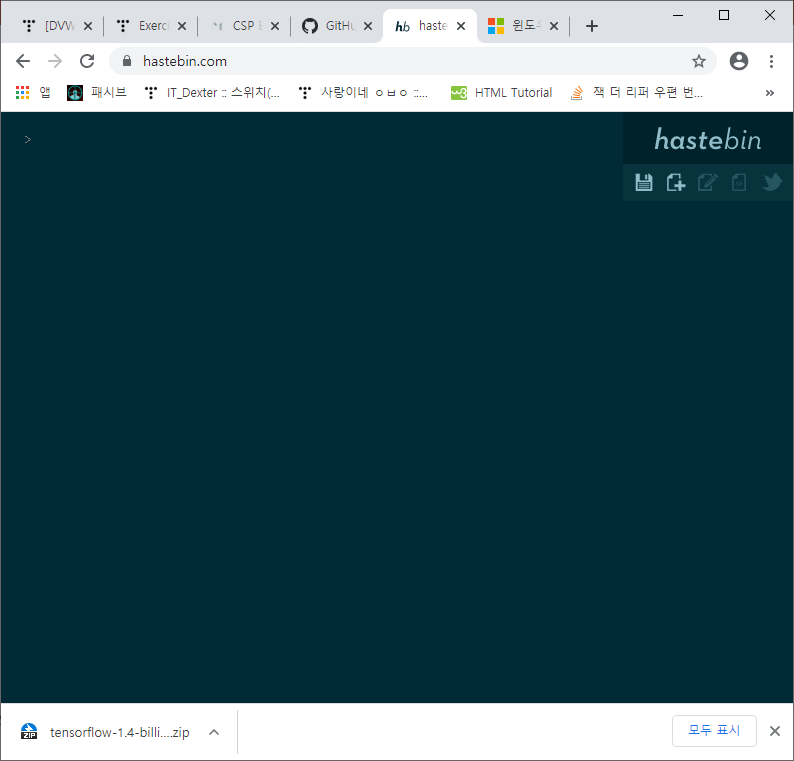 [DVW Exerci CSP E GitHu haste 윈도우
hastebin.com
앱 패시브 IT_Dexter :: 스위치(... 사랑이네 ㅇㅂㅇ ::... HTML Tutorial 잭 더 리퍼 우편 번... »
> hastebin
ZIP tensorflow-1.4-billi....zip 모두 표시